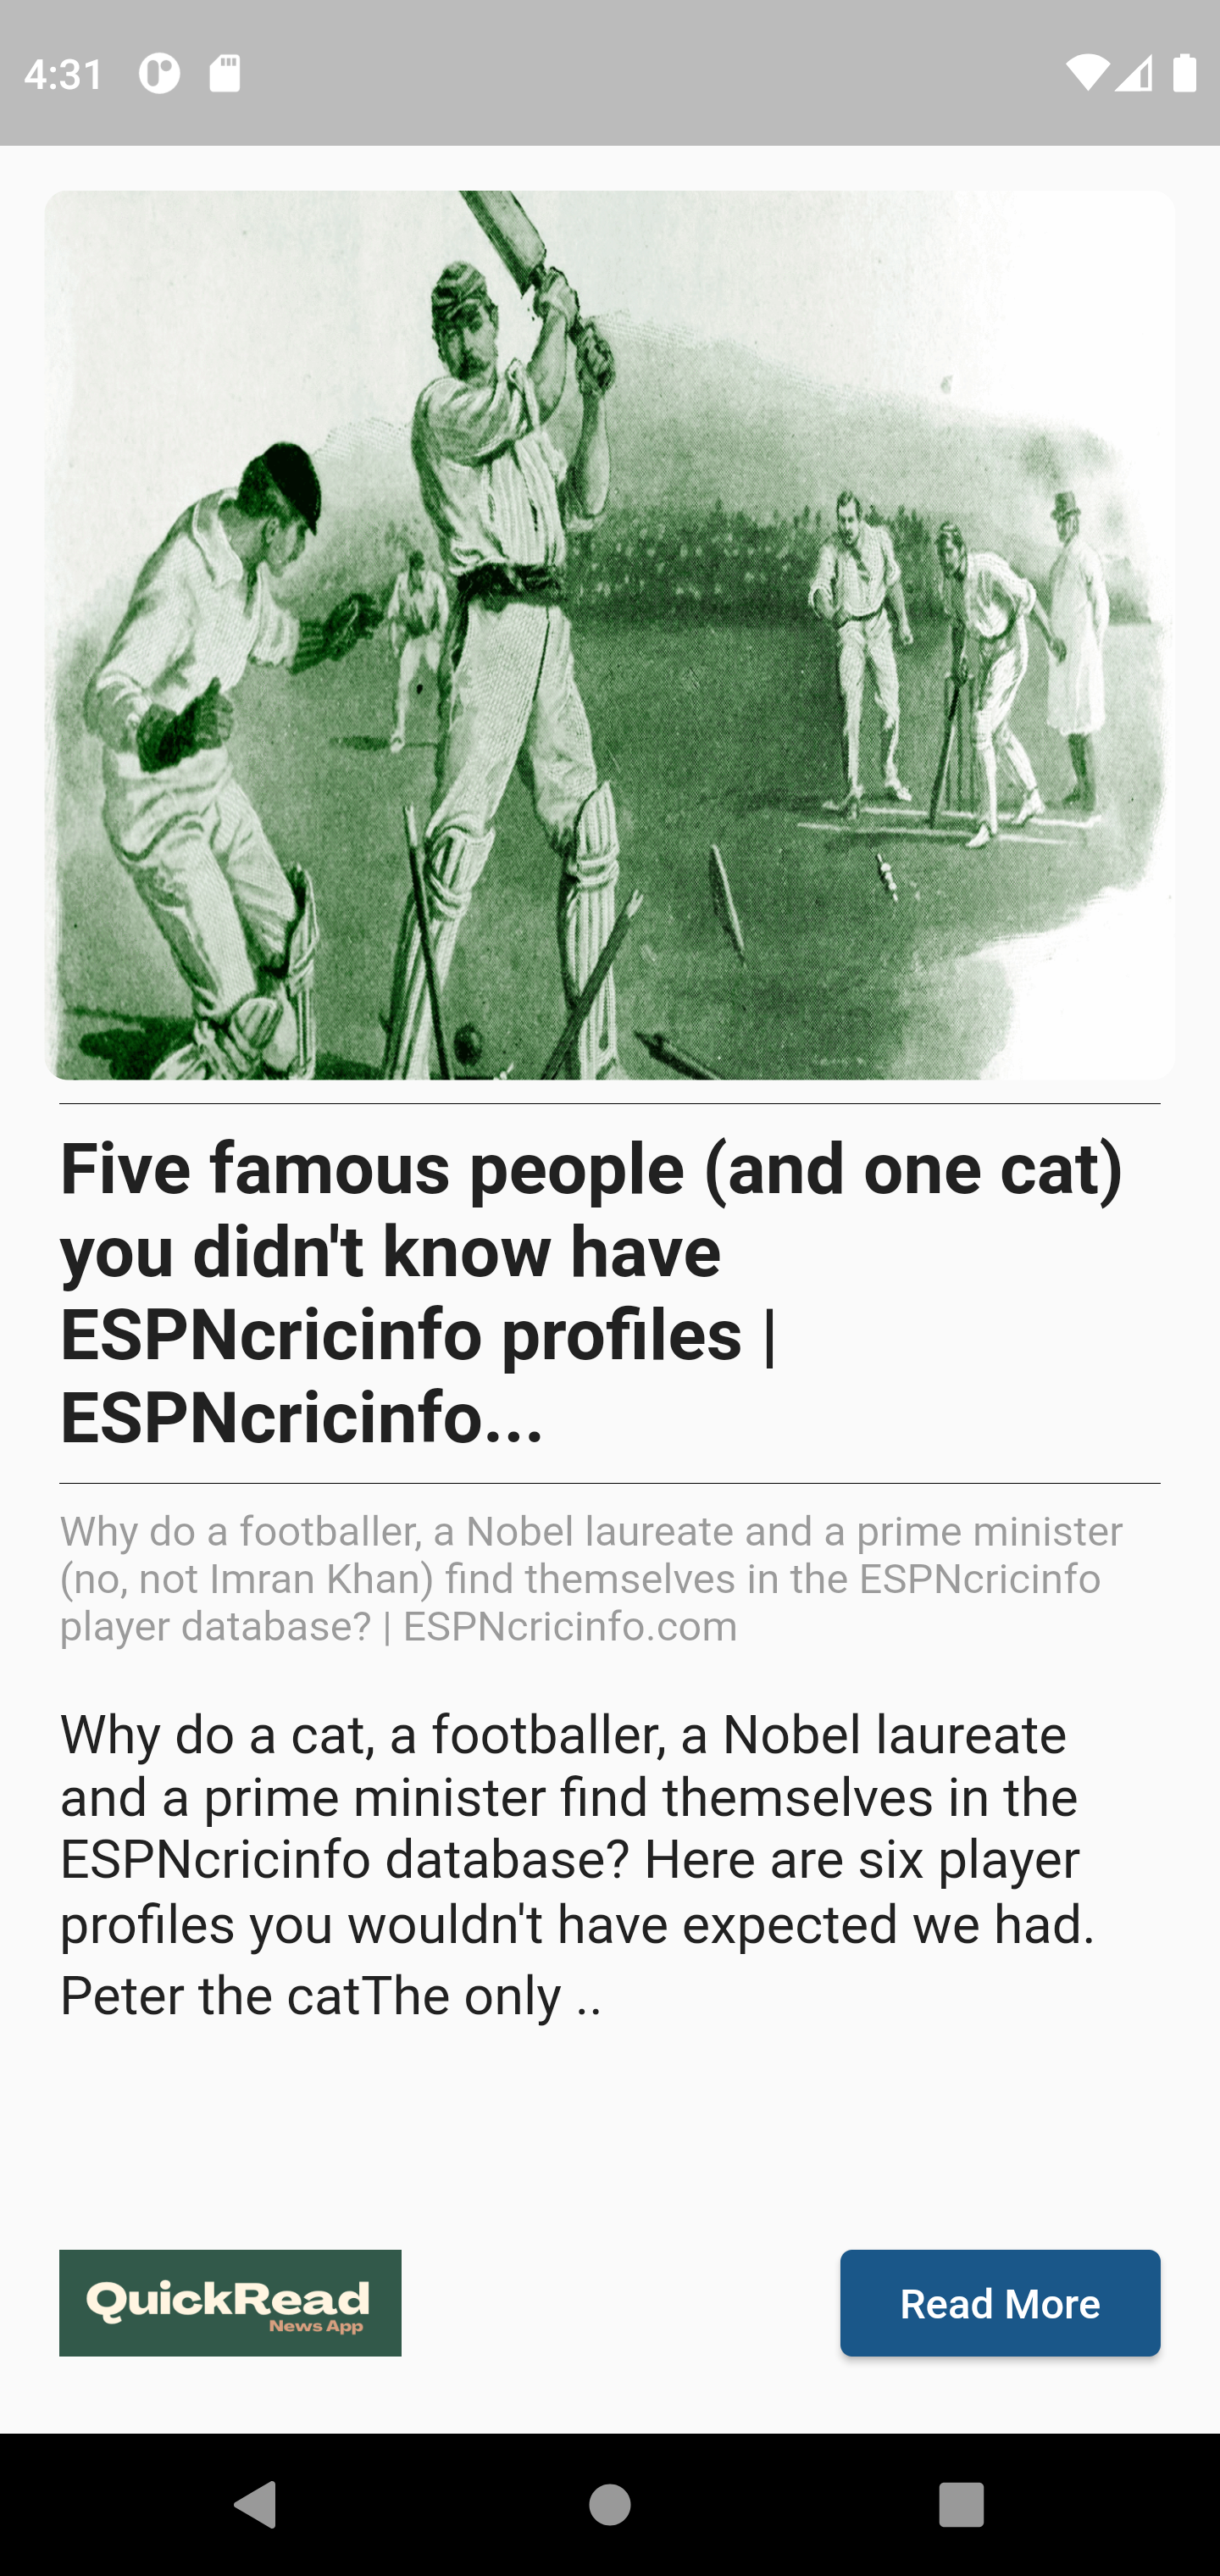 4:31
Five famous people (and one cat)
you didn't know have
ESPNcricinfo profiles |
ESPNcricinfo...
Why do a footballer, a Nobel laureate and a prime minister
(no, not Imran Khan) find themselves in the ESPNcricinfo
player database? | ESPNcricinfo.com
Why do a cat, a footballer, a Nobel laureate
and a prime minister find themselves in the
ESPNcricinfo database? Here are six player
profiles you wouldn't have expected we had.
Peter the catThe only ..
QuickRead
News App
Read More